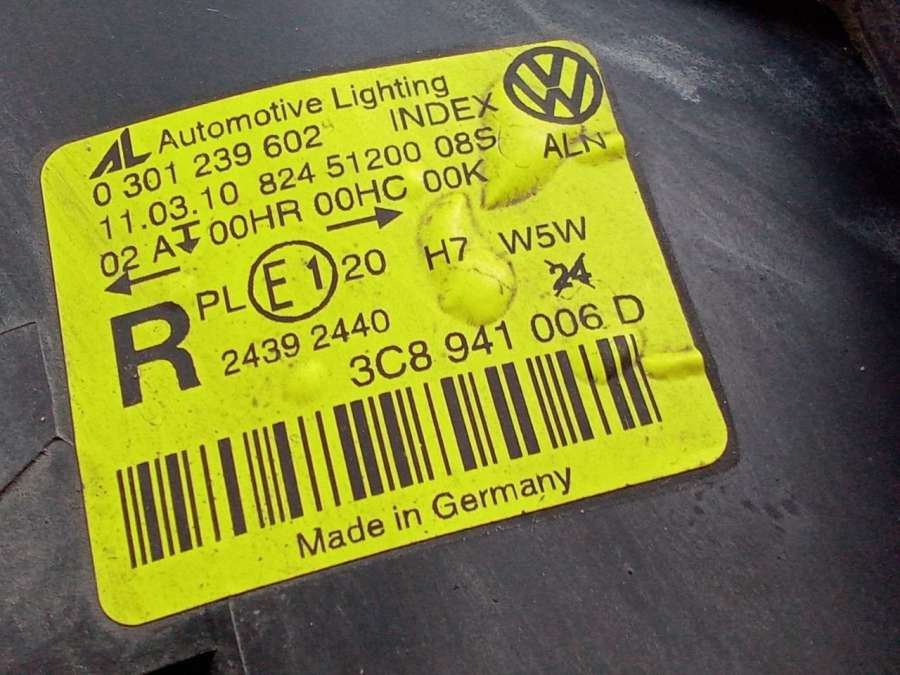 AL Automotive Lighting
0 301 239 602 INDEX
11.03.10 824 51200 08S ALN
02 A 00HR 00HC 00K
PL E1 20 H7 W5W
R 24
2439 2440
3C8 941 006 D
Made in Germany